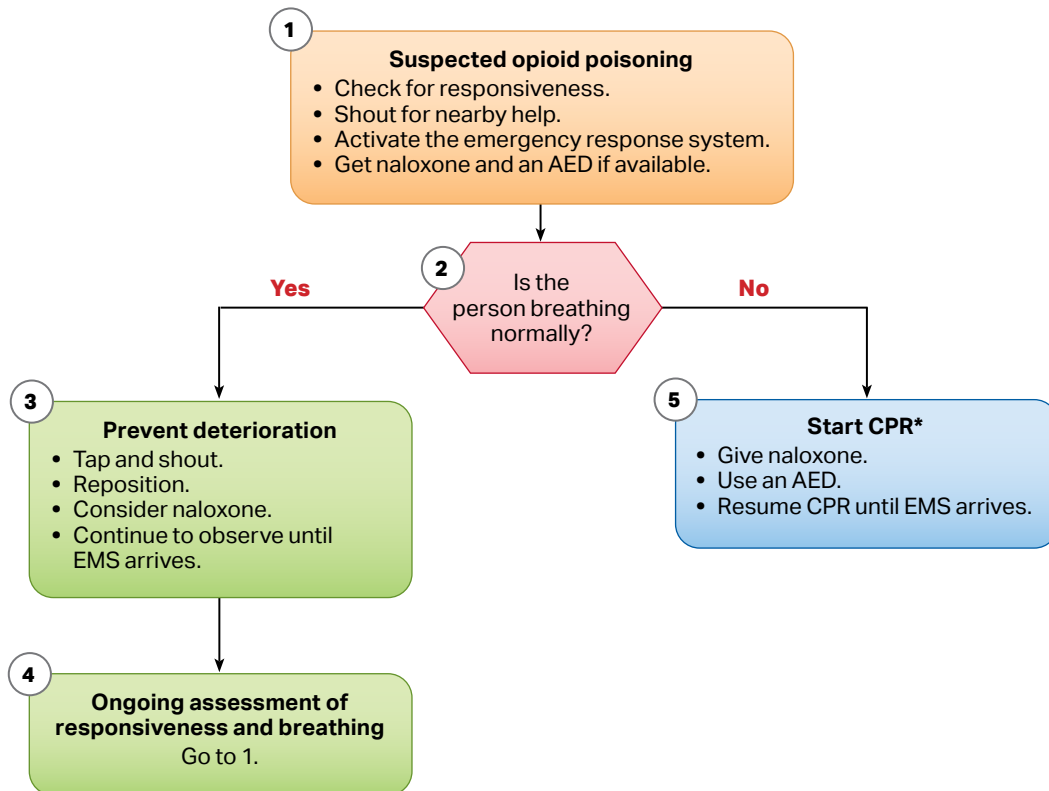 1
Suspected opioid poisoning
• Check for responsiveness.
• Shout for nearby help.
• Activate the emergency response system.
• Get naloxone and an AED if available.
2
Is the
person breathing
normally?
Yes
No
3
Prevent deterioration
• Tap and shout.
• Reposition.
• Consider naloxone.
• Continue to observe until
EMS arrives.
4
Ongoing assessment of
responsiveness and breathing
Go to 1.
5
Start CPR*
• Give naloxone.
• Use an AED.
• Resume CPR until EMS arrives.